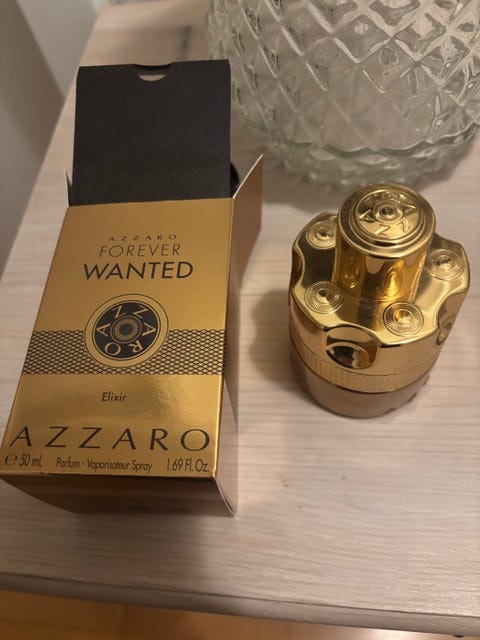 AZZARO
FOREVER
WANTED
AZZARO
Elixir
AZZARO
℮ 50 mL Parfum - Vaporisateur Spray 1.69 Fl. Oz.